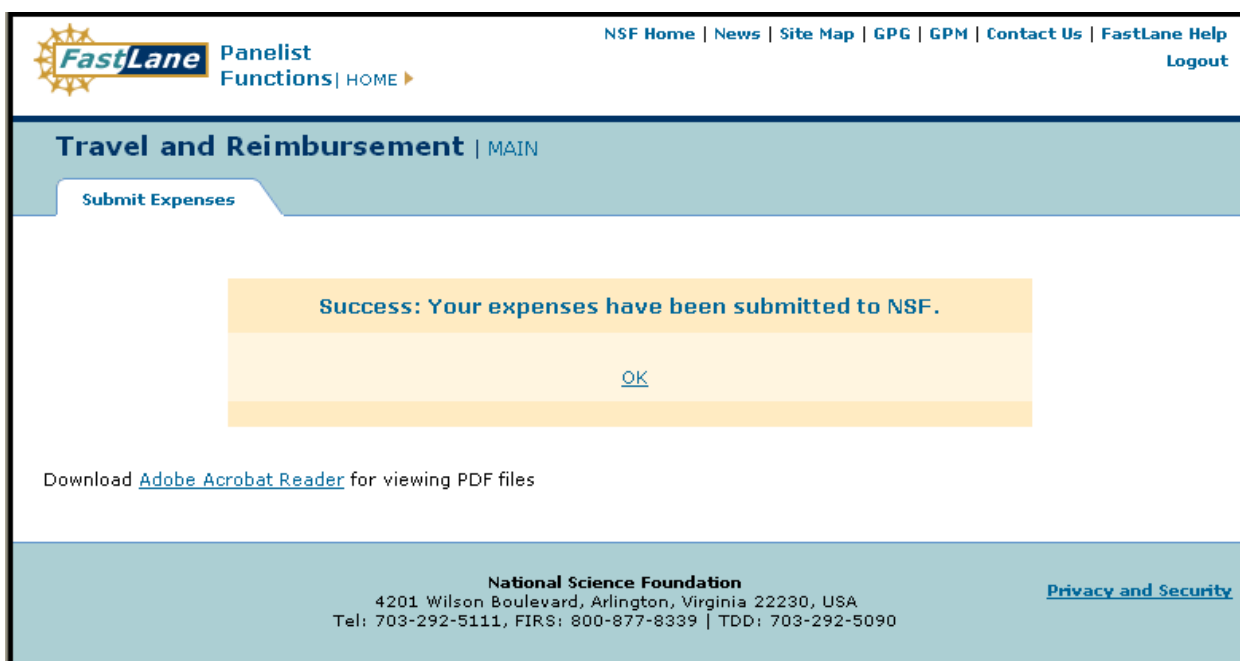 NSF Home | News | Site Map | GPG | GPM | Contact Us | FastLane Help
Logout
FastLane
Panelist
Functions| HOME
Travel and Reimbursement | MAIN
Submit Expenses
Success: Your expenses have been submitted to NSF.
OK
Download Adobe Acrobat Reader for viewing PDF files
National Science Foundation
4201 Wilson Boulevard, Arlington, Virginia 22230, USA
Tel: 703-292-5111, FIRS: 800-877-8339 | TDD: 703-292-5090
Privacy and Security